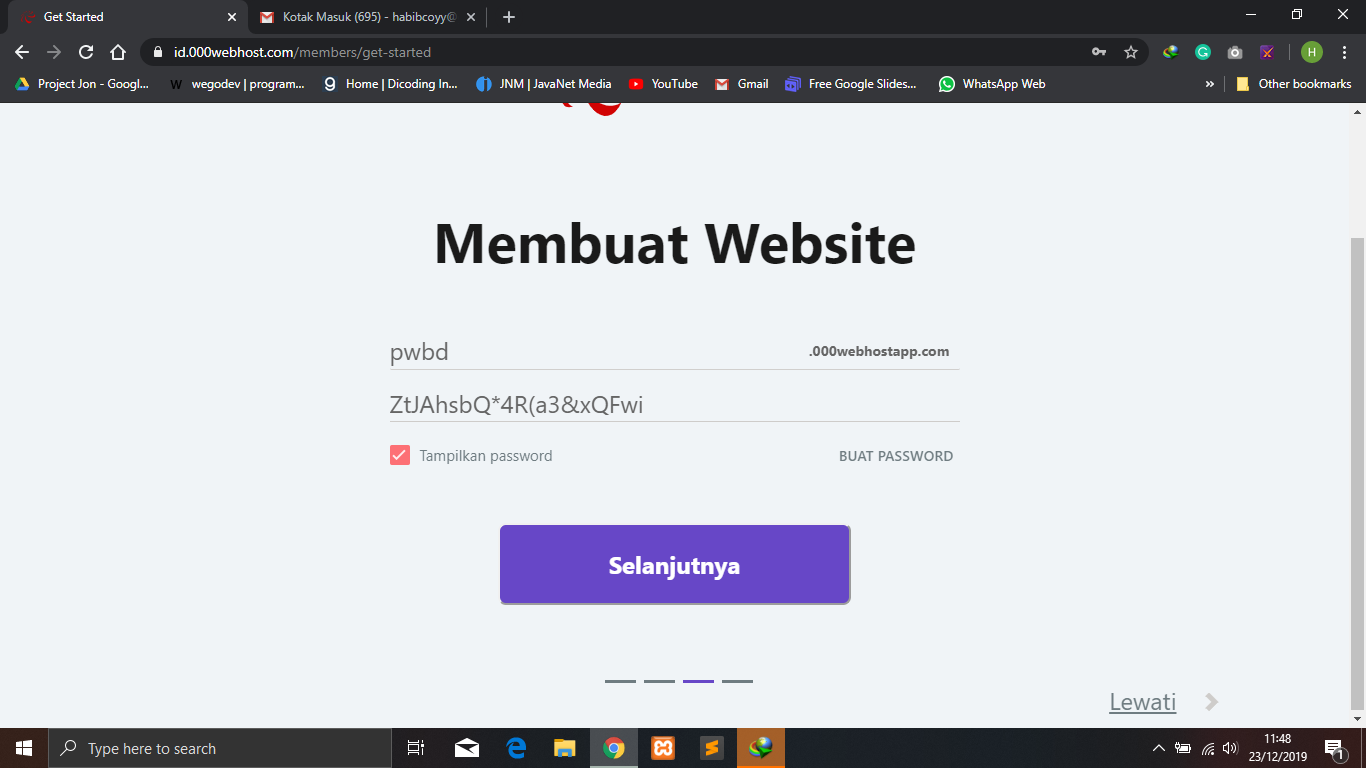 Get Started
Kotak Masuk (695) - habibcoyy@
id.000webhost.com/members/get-started
H
Project Jon - Googl...
wegodev | program...
Home | Dicoding In...
JNM | JavaNet Media
YouTube
Gmail
Free Google Slides...
WhatsApp Web
»
Other bookmarks
Membuat Website
pwbd
.000webhostapp.com
ZtJAhsbQ*4R(a3&xQFwi
Tampilkan password
BUAT PASSWORD
Selanjutnya
Lewati
Type here to search
11:48
23/12/2019
1